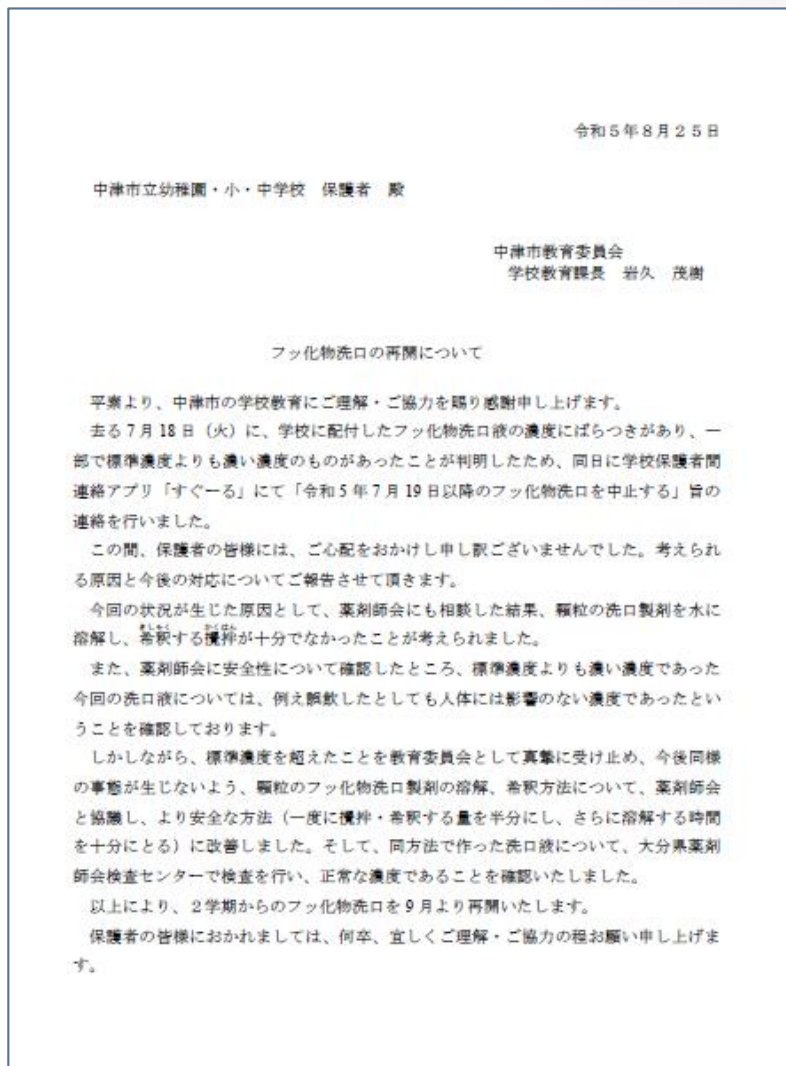 令和５年８月２５日
中津市立幼稚園・小・中学校　保護者　殿
中津市教育委員会
学校教育課長　岩久　茂樹
フッ化物洗口の再開について
平素より、中津市の学校教育にご理解・ご協力を賜り感謝申し上げます。
去る７月 18 日（火）に、学校に配付したフッ化物洗口液の濃度にばらつきがあり、一
部で標準濃度よりも濃い濃度のものがあったことが判明したため、同日に学校保護者間
連絡アプリ「すぐーる」にて「令和５年７月 19 日以降のフッ化物洗口を中止する」旨の
連絡を行いました。
この間、保護者の皆様には、ご心配をおかけし申し訳ございませんでした。考えられ
る原因と今後の対応についてご報告させて頂きます。
今回の状況が生じた原因として、薬剤師会にも相談した結果、顆粒の洗口製剤を水に
溶解し、希釈する攪拌が十分でなかったことが考えられました。
また、薬剤師会に安全性について確認したところ、標準濃度よりも濃い濃度であった
今回の洗口液については、例え誤飲したとしても人体には影響のない濃度であったとい
うことを確認しております。
しかしながら、標準濃度を超えたことを教育委員会として真摯に受け止め、今後同様
の事態が生じないよう、顆粒のフッ化物洗口製剤の溶解、希釈方法について、薬剤師会
と協議し、より安全な方法（一度に攪拌・希釈する量を半分にし、さらに溶解する時間
を十分にとる）に改善しました。そして、同方法で作った洗口液について、大分県薬剤
師会検査センターで検査を行い、正常な濃度であることを確認いたしました。
以上により、２学期からのフッ化物洗口を９月より再開いたします。
保護者の皆様におかれましては、何卒、宜しくご理解・ご協力の程お願い申し上げま
す。